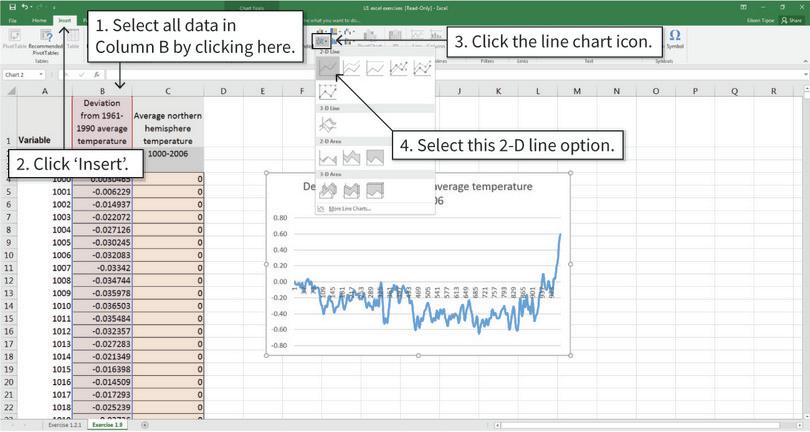 Chart Tools
US excel exercises [Read-Only] - Excel
File
Home
Insert
what you want to do...
Eileen Tipoe
Share
1. Select all data in
Column B by clicking here.
3. Click the line chart icon.
PivotTable
Recommended
PivotTables
Tables
Filters
Links
Text
Symbol
Symbols
2-D Line
3-D Line
2-D Area
3-D Area
More Line Charts...
4. Select this 2-D line option.
2. Click ‘Insert’.
Chart 2
fx
A B C D E F J K L M N O P Q R
1 Variable
Deviation
from 1961-
1990 average
temperature
Average northern
hemisphere
temperature
1000-2006
4 1000 0.0030465 0
5 1001 -0.006229 0
6 1002 -0.014937 0
7 1003 -0.022072 0
8 1004 -0.027126 0
9 1005 -0.030245 0
10 1006 -0.032083 0
11 1007 -0.03342 0
12 1008 -0.034744 0
13 1009 -0.035978 0
14 1010 -0.036503 0
15 1011 -0.035484 0
16 1012 -0.032357 0
17 1013 -0.027283 0
18 1014 -0.021349 0
19 1015 -0.016398 0
20 1016 -0.014509 0
21 1017 -0.017293 0
22 1018 -0.025239 0
De
average temperature
06
0.80
0.60
0.40
0.20
0.00
-0.20
-0.40
-0.60
-0.80
1 109 145 181 469 505 541 577 613 649 685 721 757 793 829 865 901
Exercise 1.2.1
Exercise 1.9